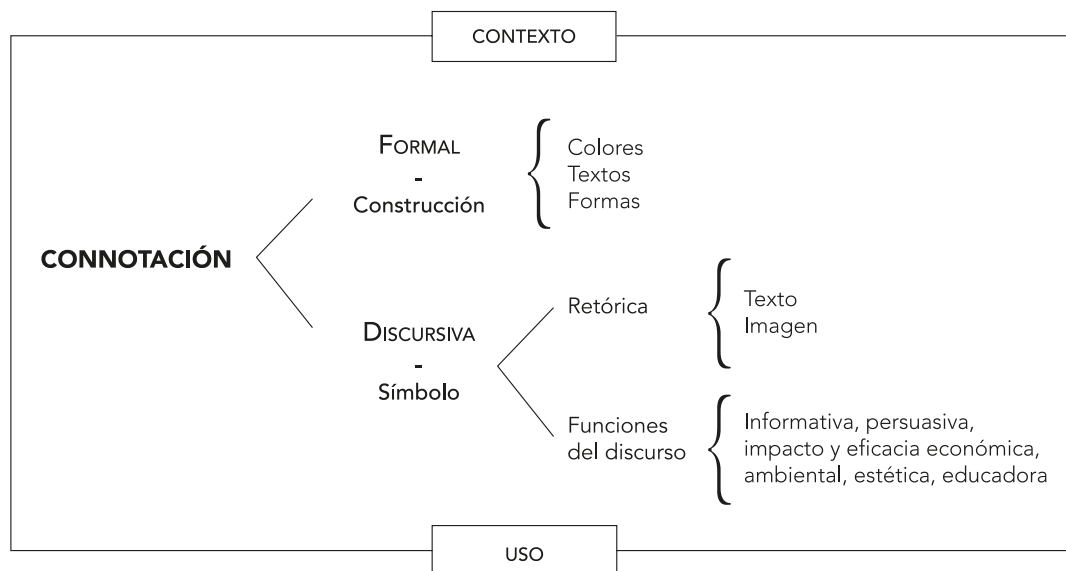 CONTEXTO
FORMAL
-
Construcción
Colores
Textos
Formas
CONNOTACIÓN
DISCURSIVA
-
Símbolo
Retórica
Texto
Imagen
Funciones
del discurso
Informativa, persuasiva,
impacto y eficacia económica,
ambiental, estética, educadora
USO